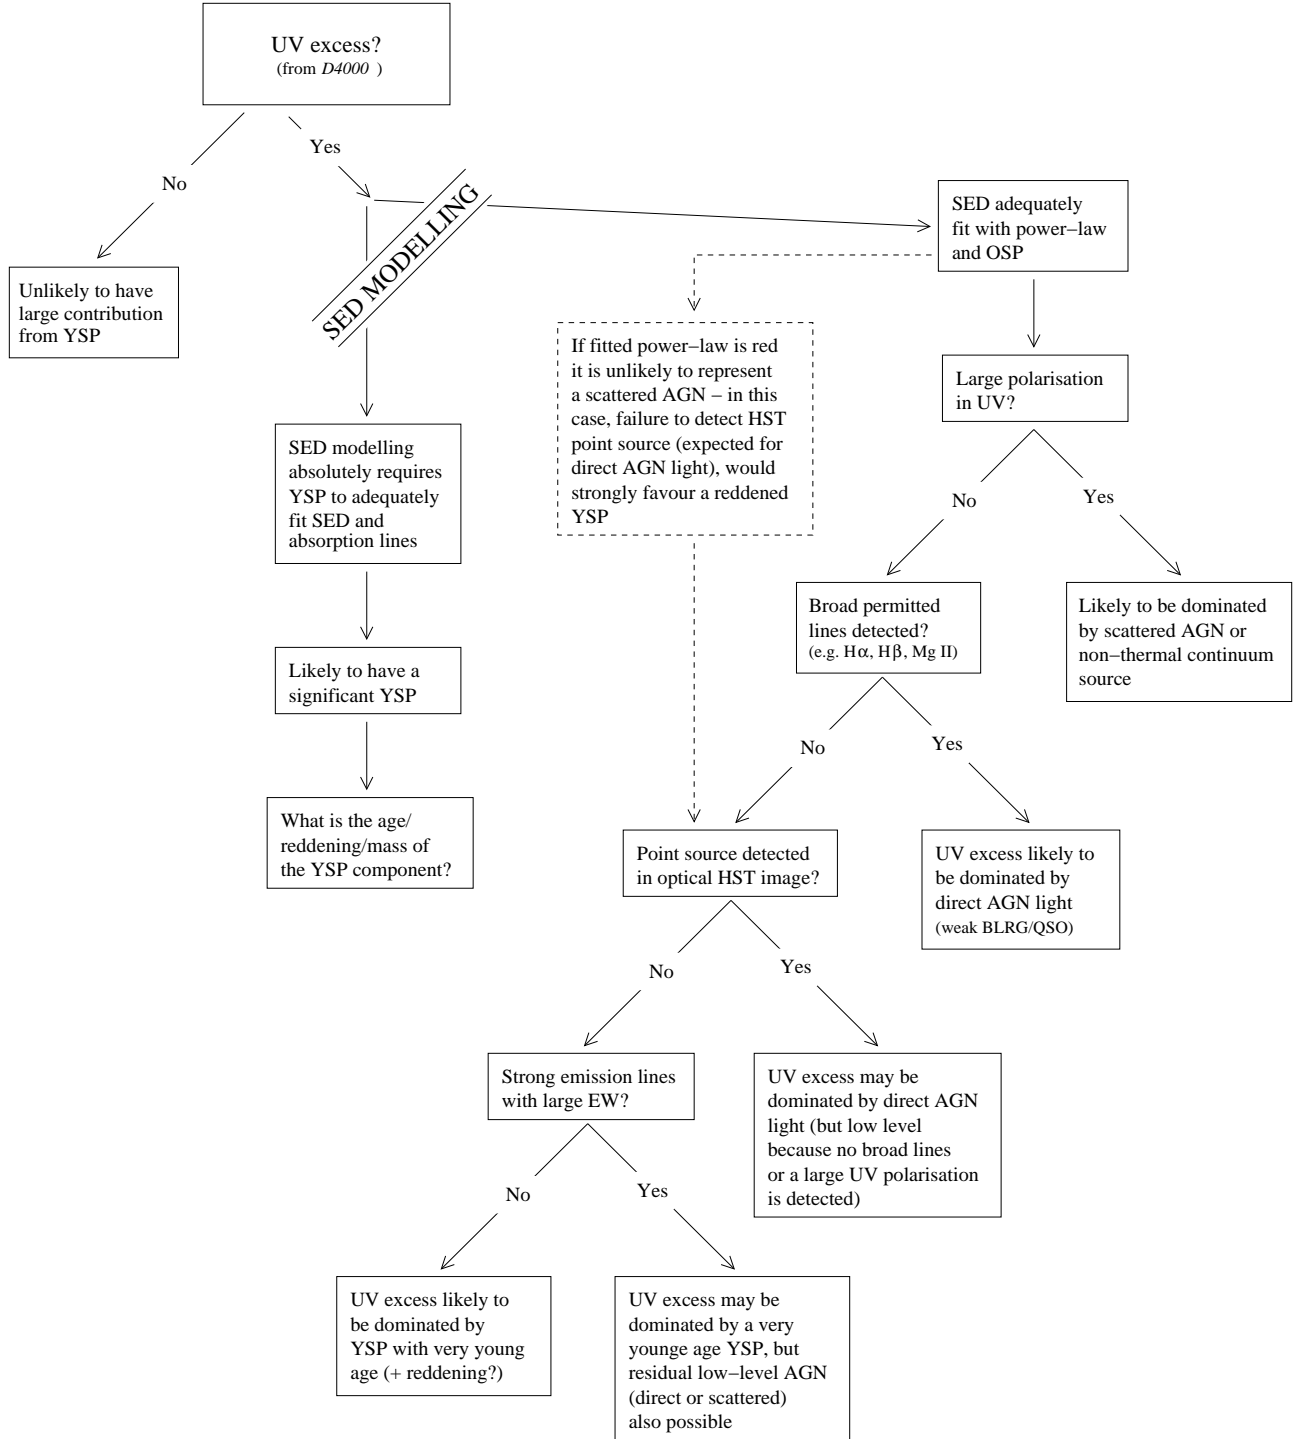 UV excess?
(from D4000 )
Yes
No
SED MODELLING
SED adequately
fit with power−law
and OSP
Unlikely to have
large contribution
from YSP
If fitted power−law is red
it is unlikely to represent
a scattered AGN − in this
case, failure to detect HST
point source (expected for
direct AGN light), would
strongly favour a reddened
YSP
Large polarisation
in UV?
SED modelling
absolutely requires
YSP to adequately
fit SED and
absorption lines
No
Yes
Broad permitted
lines detected?
(e.g. Hα, Hβ, Mg II)
Likely to be dominated
by scattered AGN or
non−thermal continuum
source
Likely to have a
significant YSP
No
Yes
What is the age/
reddening/mass of
the YSP component?
Point source detected
in optical HST image?
UV excess likely to
be dominated by
direct AGN light
(weak BLRG/QSO)
No
Yes
Strong emission lines
with large EW?
UV excess may be
dominated by direct AGN
light (but low level
because no broad lines
or a large UV polarisation
is detected)
No
Yes
UV excess likely to
be dominated by
YSP with very young
age (+ reddening?)
UV excess may be
dominated by a very
younge age YSP, but
residual low−level AGN
(direct or scattered)
also possible